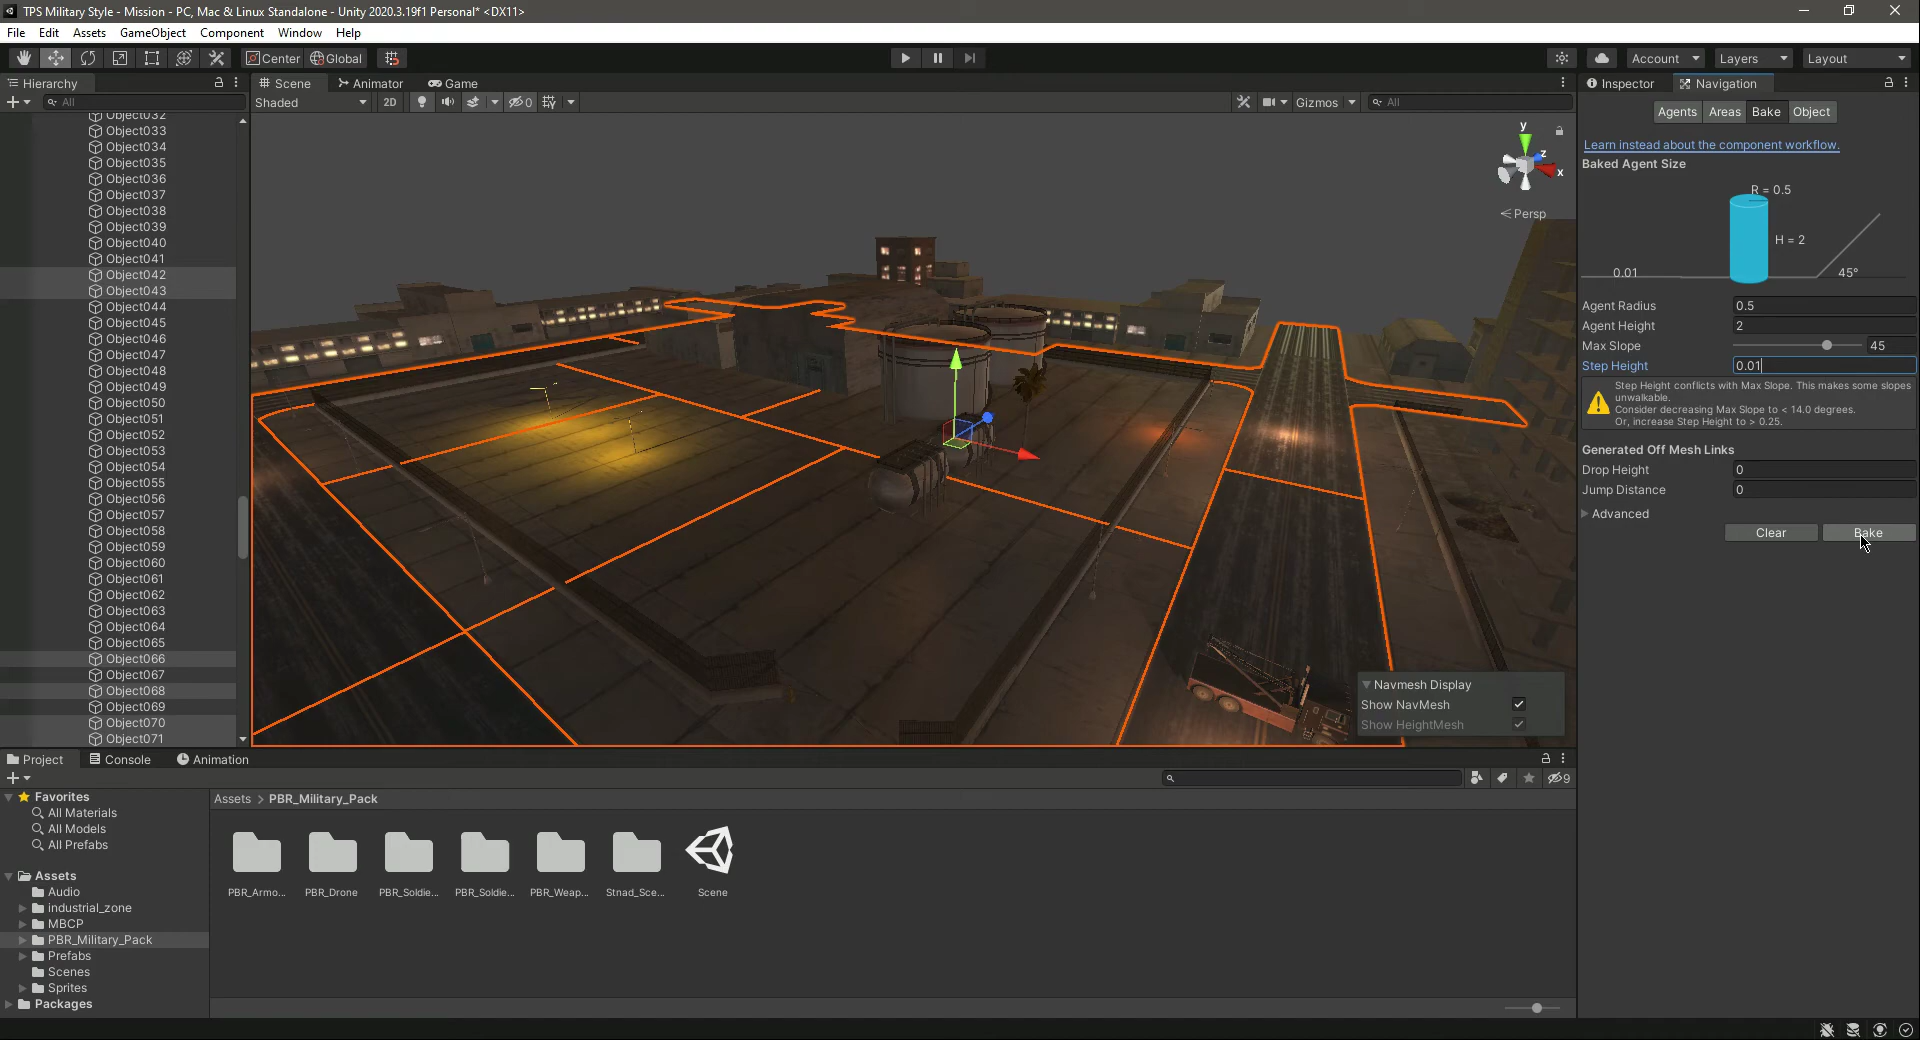 TPS Military Style - Mission - PC, Mac & Linux Standalone - Unity 2020.3.19f1 Personal* <DX11>
File Edit Assets GameObject Component Window Help
Center Global Account Layers Layout
Hierarchy
All
Object032
Object033
Object034
Object035
Object036
Object037
Object038
Object039
Object040
Object041
Object042
Object043
Object044
Object045
Object046
Object047
Object048
Object049
Object050
Object051
Object052
Object053
Object054
Object055
Object056
Object057
Object058
Object059
Object060
Object061
Object062
Object063
Object064
Object065
Object066
Object067
Object068
Object069
Object070
Object071
Scene Animator Game
Shaded 2D 0 Gizmos All
y
z
x
Persp
Navmesh Display
Show NavMesh
Show HeightMesh
Inspector Navigation
Agents Areas Bake Object
Learn instead about the component workflow.
Baked Agent Size
R = 0.5
H = 2
0.01
45°
Agent Radius 0.5
Agent Height 2
Max Slope 45
Step Height 0.01
Step Height conflicts with Max Slope. This makes some slopes
unwalkable.
Consider decreasing Max Slope to < 14.0 degrees.
Or, increase Step Height to > 0.25.
Generated Off Mesh Links
Drop Height 0
Jump Distance 0
Advanced
Clear Bake
Project Console Animation
9
Favorites
All Materials
All Models
All Prefabs
Assets
Audio
industrial_zone
MBCP
PBR_Military_Pack
Prefabs
Scenes
Sprites
Packages
Assets > PBR_Military_Pack
PBR_Armo...
PBR_Drone
PBR_Soldie...
PBR_Soldie...
PBR_Weap...
Stnad_Sce...
Scene